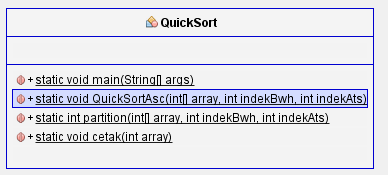 QuickSort
+ static void main(String[] args)
+ static void QuickSortAsc(int[] array, int indekBwh, int indekAts)
+ static int partition(int[] array, int indekBwh, int indekAts)
+ static void cetak(int array)